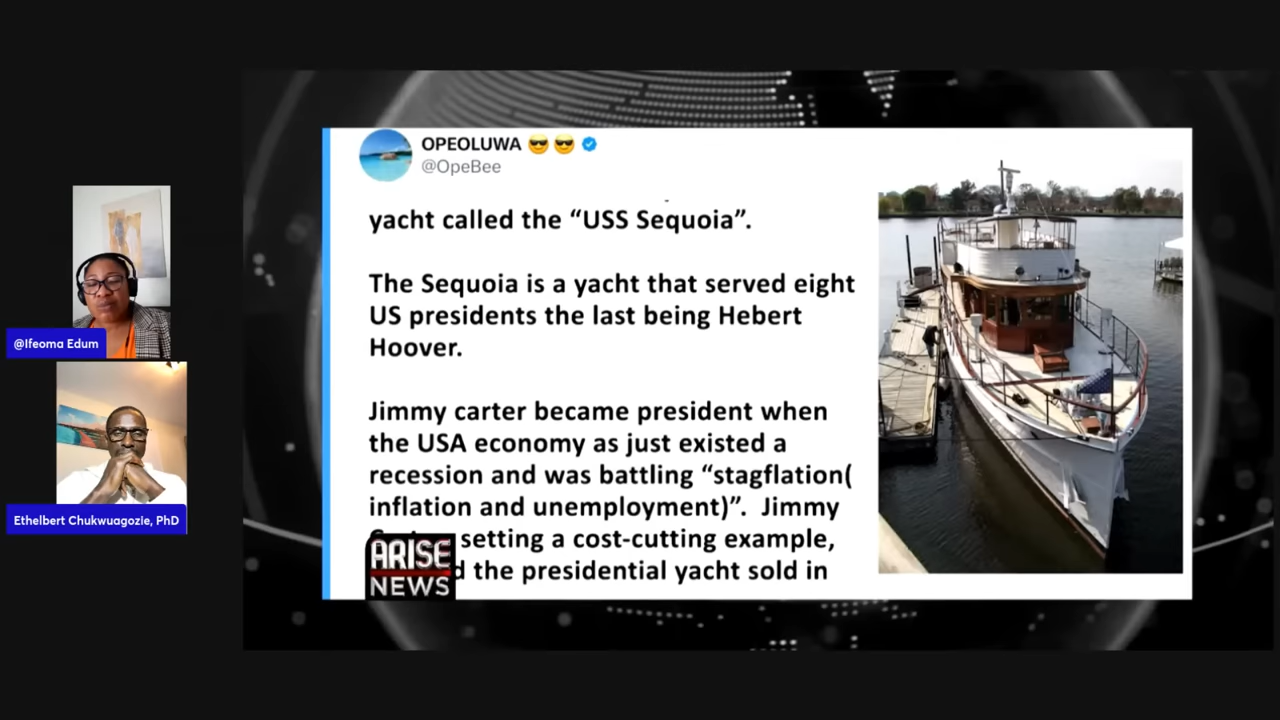 OPEOLUWA 😎 😎
@OpeBee
yacht called the “USS Sequoia”.
The Sequoia is a yacht that served eight
US presidents the last being Hebert
Hoover.
Jimmy carter became president when
the USA economy as just existed a
recession and was battling “stagflation(
inflation and unemployment)”. Jimmy
setting a cost-cutting example,
the presidential yacht sold in
ARISE
NEWS
@Ifeoma Edum
Ethelbert Chukwuagozie, PhD